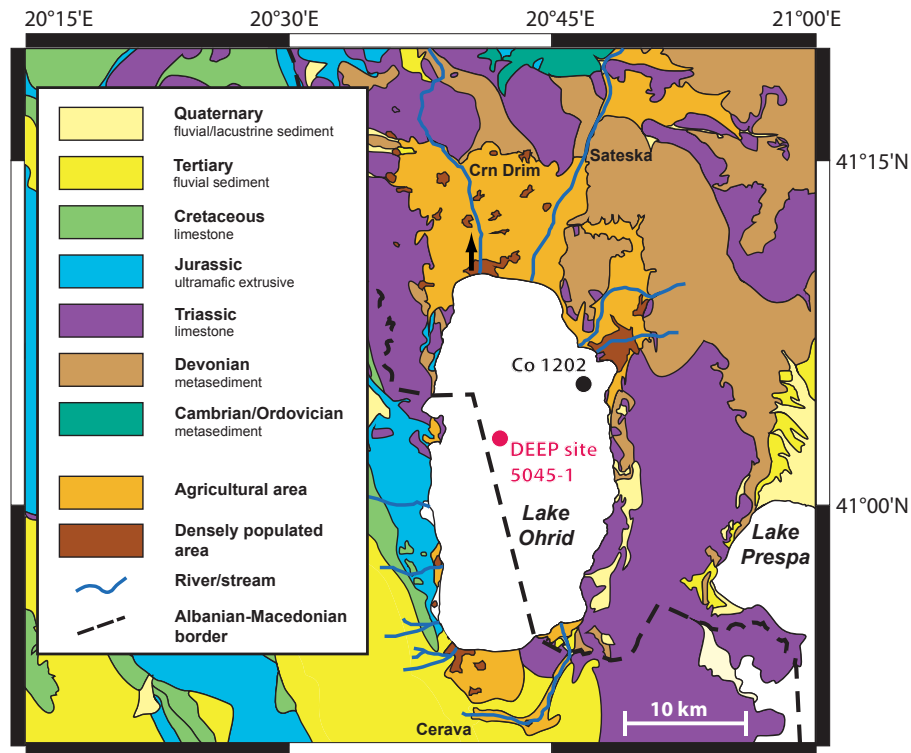 20°15'E
20°30'E
20°45'E
21°00'E
Quaternary
fluvial/lacustrine sediment
Tertiary
fluvial sediment
Cretaceous
limestone
Jurassic
ultramafic extrusive
Triassic
limestone
Devonian
metasediment
Cambrian/Ordovician
metasediment
Agricultural area
Densely populated
area
River/stream
Albanian-Macedonian
border
Crn Drim
Sateska
41°15'N
Co 1202
DEEP site
5045-1
Lake
Ohrid
41°00'N
Lake
Prespa
10 km
Cerava